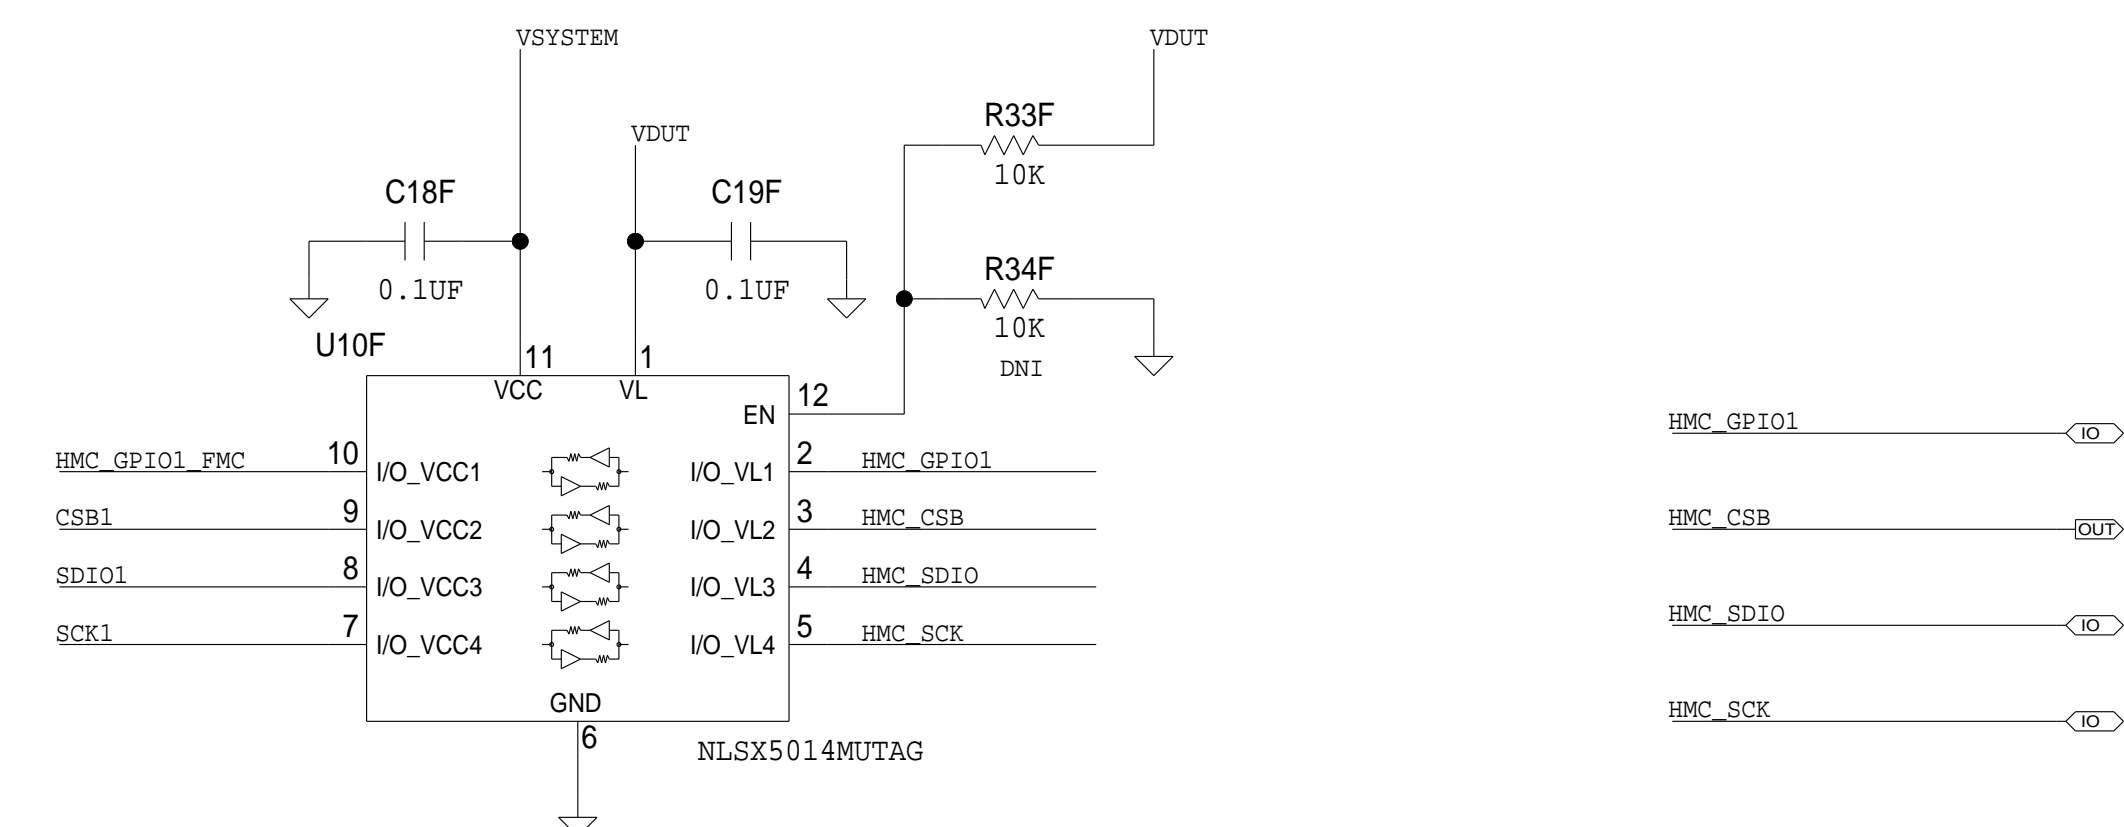 VSYSTEM
VDUT
VDUT
R33F
10K
C18F
0.1UF
C19F
0.1UF
R34F
10K
DNI
U10F
11
1
VCC
VL
12
EN
HMC_GPIO1_FMC
10
I/O_VCC1
I/O_VL1
2
HMC_GPIO1
CSB1
9
I/O_VCC2
I/O_VL2
3
HMC_CSB
SDIO1
8
I/O_VCC3
I/O_VL3
4
HMC_SDIO
SCK1
7
I/O_VCC4
I/O_VL4
5
HMC_SCK
GND
6
NLSX5014MUTAG
HMC_GPIO1
IO
HMC_CSB
OUT
HMC_SDIO
IO
HMC_SCK
IO